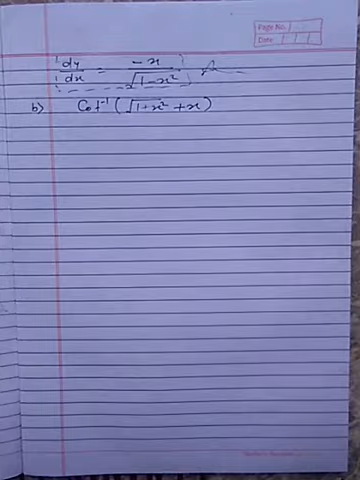 Page No.
Date
dy/dx = -x/√1-x²
b) Cot⁻¹ (√1+x² + x)